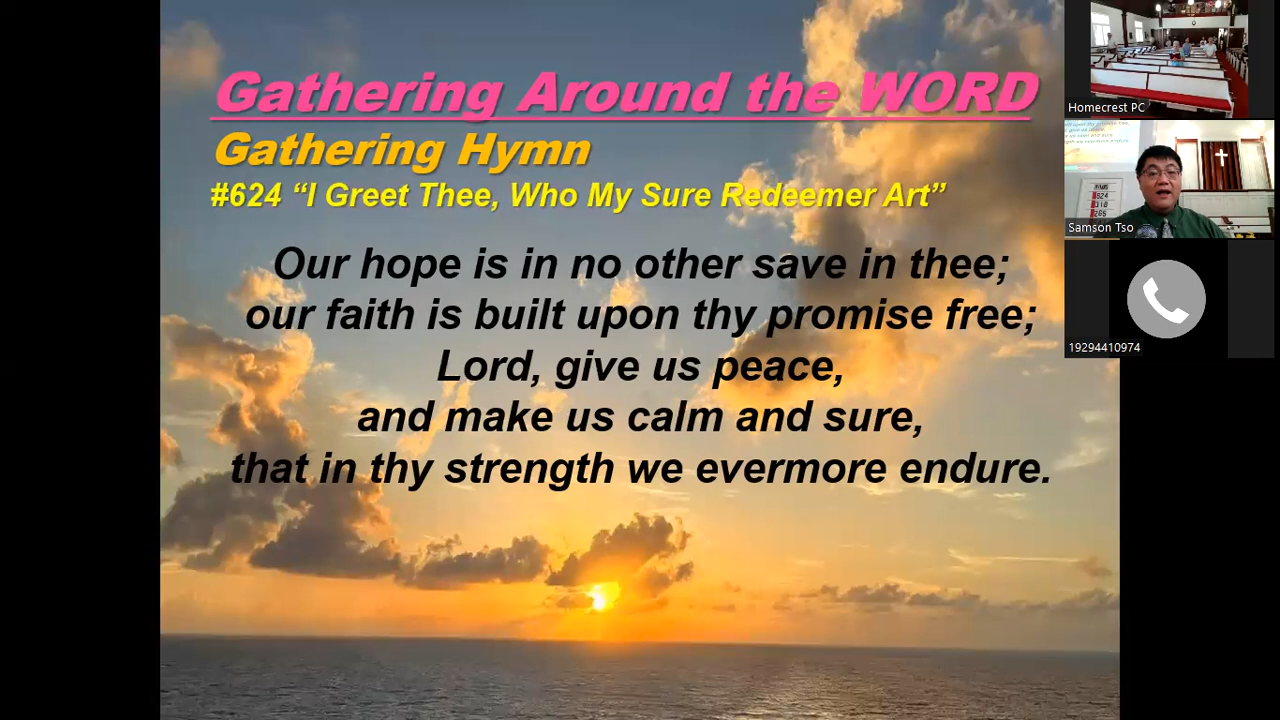 Gathering Around the WORD
Gathering Hymn
#624 “I Greet Thee, Who My Sure Redeemer Art”
Our hope is in no other save in thee;
our faith is built upon thy promise free;
Lord, give us peace,
and make us calm and sure,
that in thy strength we evermore endure.
Homecrest PC
Samson Tso
624
19294410974